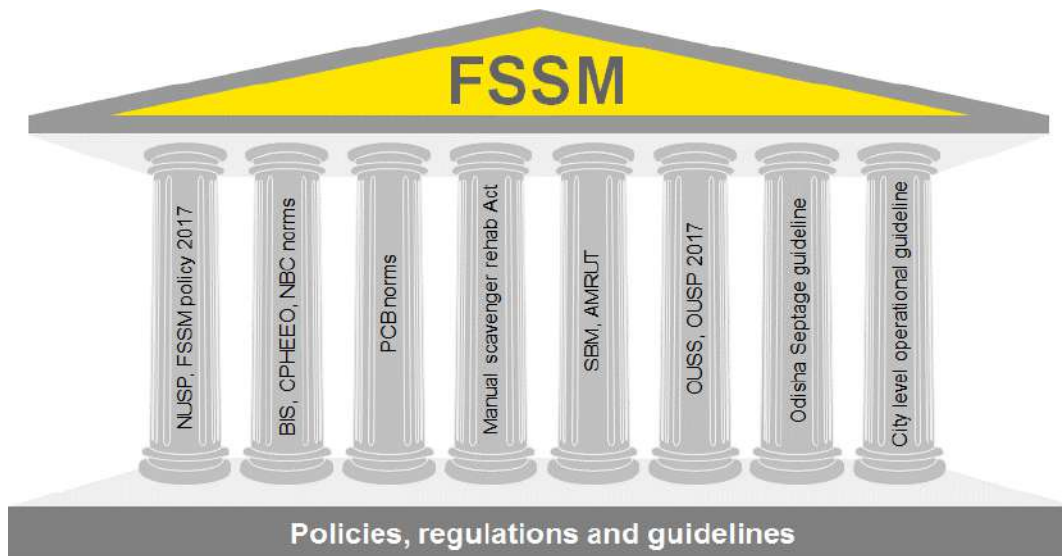 FSSM
NUSP, FSSM policy 2017
BIS, CPHEEO, NBC norms
PCB norms
Manual scavenger rehab Act
SBM, AMRUT
OUSS, OUSP 2017
Odisha Septage guideline
City level operational guideline
Policies, regulations and guidelines